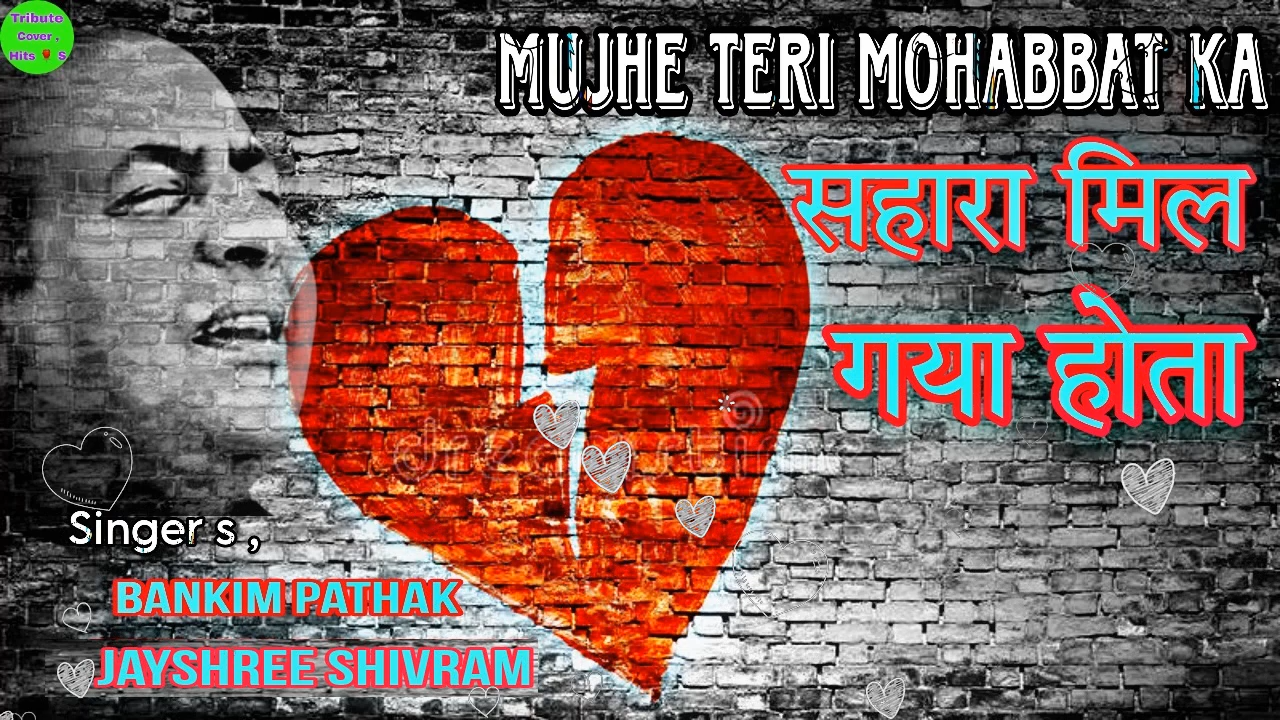 Tribute
Cover ,
Hits 🌹 S
MUJHE TERI MOHABBAT KA
सहारा मिल
गया होता
Singer s ,
BANKIM PATHAK
JAYSHREE SHIVRAM